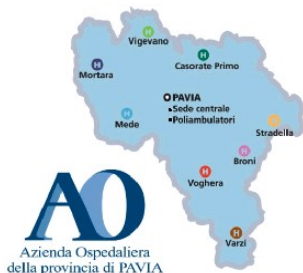 Vigevano
H
H
Mortara
H
Casorate Primo
PAVIA
Sede centrale
Poliambulatori
H
Mede
H
Stradella
H
Broni
H
Voghera
H
Varzi
AO
Azienda Ospedaliera
della provincia di PAVIA